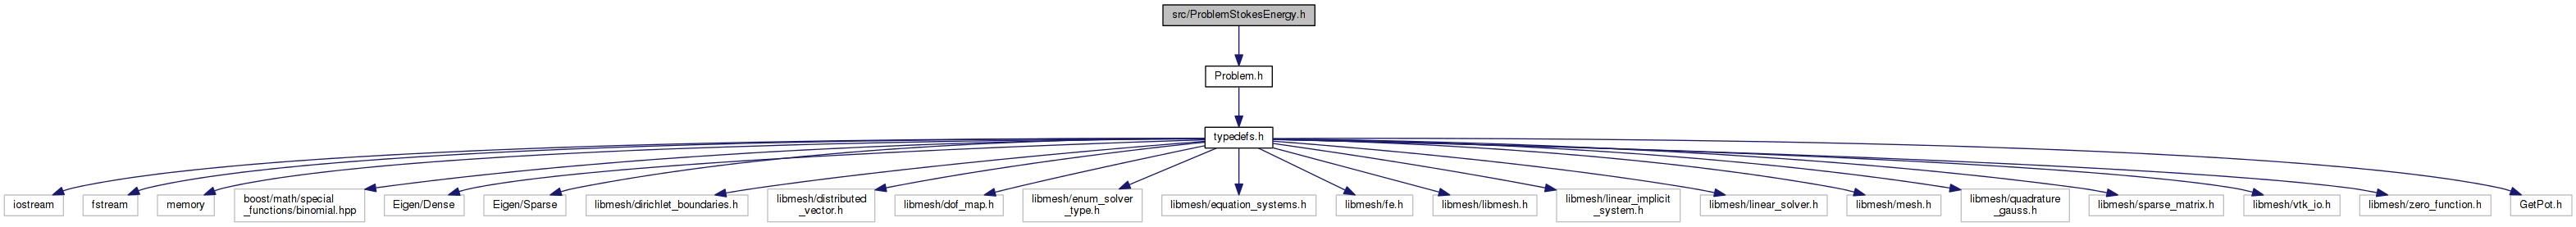 src/ProblemStokesEnergy.h
Problem.h
typedefs.h
iostream
fstream
memory
boost/math/special
_functions/binomial.hpp
Eigen/Dense
Eigen/Sparse
libmesh/dirichlet_boundaries.h
libmesh/distributed
_vector.h
libmesh/dof_map.h
libmesh/enum_solver
_type.h
libmesh/equation_systems.h
libmesh/fe.h
libmesh/libmesh.h
libmesh/linear_implicit
_system.h
libmesh/linear_solver.h
libmesh/mesh.h
libmesh/quadrature
_gauss.h
libmesh/sparse_matrix.h
libmesh/vtk_io.h
libmesh/zero_function.h
GetPot.h